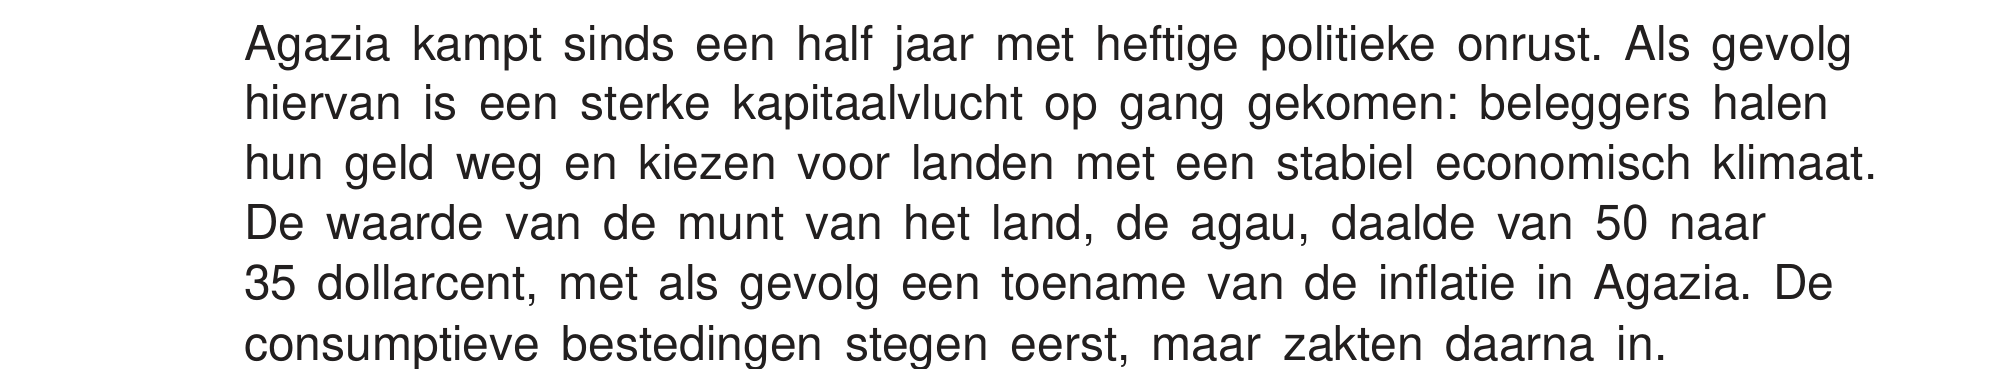 Agazia kampt sinds een half jaar met heftige politieke onrust. Als gevolg
hiervan is een sterke kapitaalvlucht op gang gekomen: beleggers halen
hun geld weg en kiezen voor landen met een stabiel economisch klimaat.
De waarde van de munt van het land, de agau, daalde van 50 naar
35 dollarcent, met als gevolg een toename van de inflatie in Agazia. De
consumptieve bestedingen stegen eerst, maar zakten daarna in.